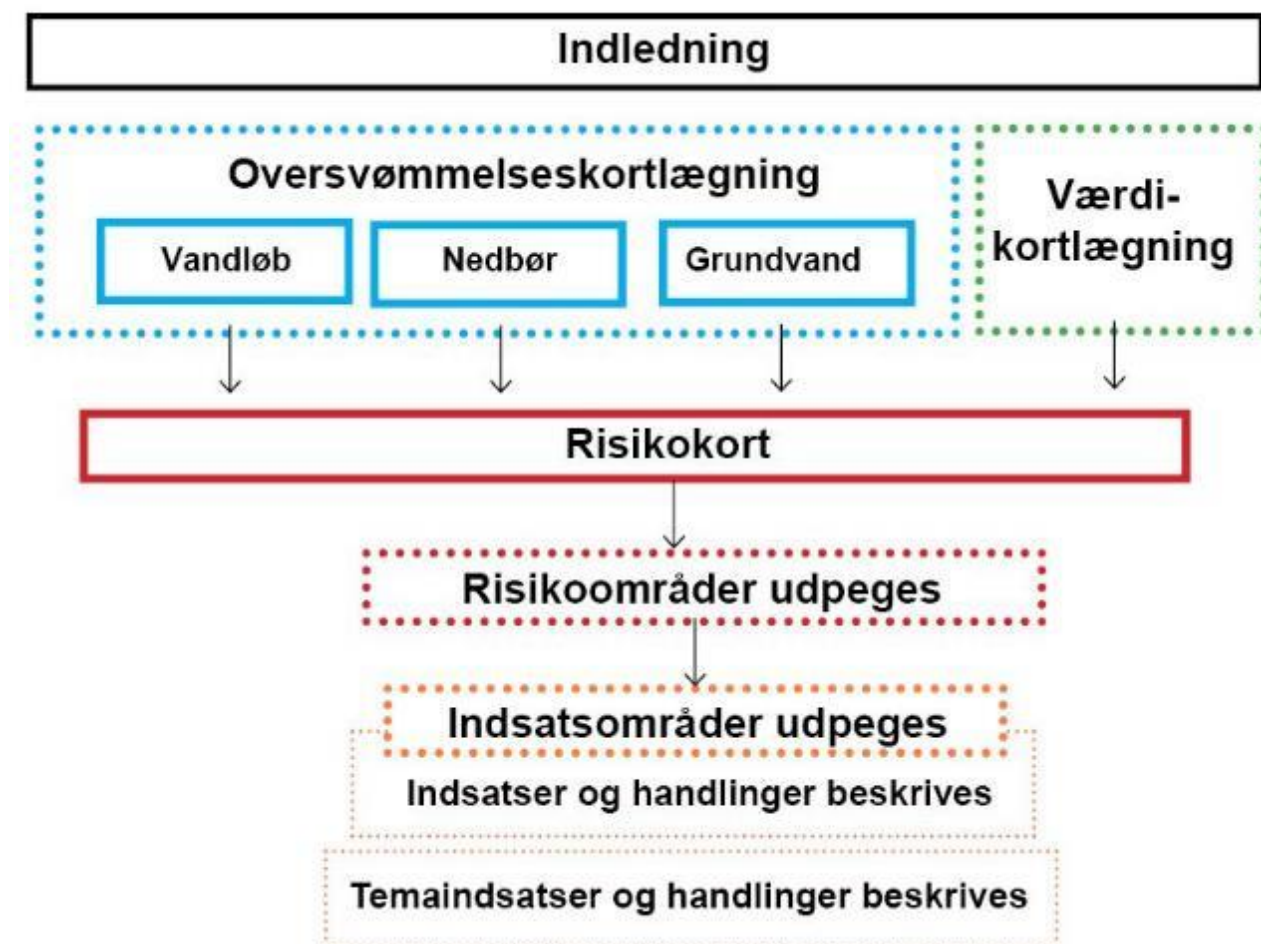 Indledning
Oversvømmelseskortlægning
Værdi-
kortlægning
Vandløb
Nedbør
Grundvand
Risikokort
Risikoområder udpeges
Indsatsområder udpeges
Indsatser og handlinger beskrives
Temaindsatser og handlinger beskrives